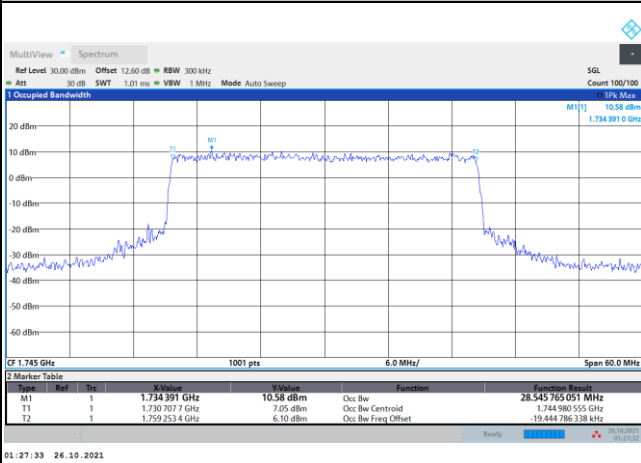 MultiView Spectrum
Ref Level 30.00 dBm Offset 12.60 dB RBW 300 kHz SGL
Att 30 dB SWT 1.01 ms VBW 1 MHz Mode Auto Sweep Count 100/100
1 Occupied Bandwidth 1Pk Max
M1[1] 10.58 dBm
1.734 391 0 GHz
20 dBm
M1
T1 T2
10 dBm
0 dBm
-10 dBm
-20 dBm
-30 dBm
-40 dBm
-50 dBm
-60 dBm
CF 1.745 GHz 1001 pts 6.0 MHz/ Span 60.0 MHz
2 Marker Table
Type Ref Trc X-Value Y-Value Function Function Result
M1 1 1.734 391 GHz 10.58 dBm Occ Bw 28.545 765 051 MHz
T1 1 1.730 707 7 GHz 7.05 dBm Occ Bw Centroid 1.744 980 555 GHz
T2 1 1.759 253 4 GHz 6.10 dBm Occ Bw Freq Offset -19.444 786 338 kHz
Ready 26.10.2021
01:27:32
01:27:33 26.10.2021